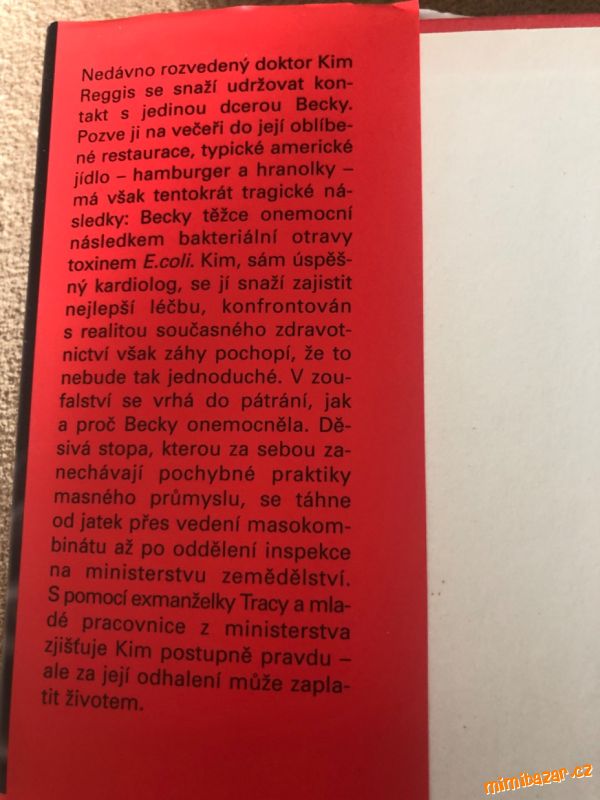 Nedávno rozvedený doktor Kim
Reggis se snaží udržovat kon-
takt s jedinou dcerou Becky.
Pozve ji na večeři do její oblíbe-
né restaurace, typické americké
jídlo – hamburger a hranolky –
má však tentokrát tragické ná-
sledky: Becky těžce onemocní
následkem bakteriální otravy
toxinem E.coli. Kim, sám úspěš-
ný kardiolog, se jí snaží zajistit
nejlepší léčbu, konfrontován
s realitou současného zdravot-
nictví však záhy pochopí, že to
nebude tak jednoduché. V zou-
falství se vrhá do pátrání, jak
a proč Becky onemocněla. Dě-
sivá stopa, kterou za sebou za-
nechávají pochybné praktiky
masného průmyslu, se táhne
od jatek přes vedení masokom-
binátu až po oddělení inspekce
na ministerstvu zemědělství.
S pomocí exmanželky Tracy a mla-
dé pracovnice z ministerstva
zjišťuje Kim postupně pravdu –
ale za její odhalení může zapla-
tit životem.
mimibazar.cz